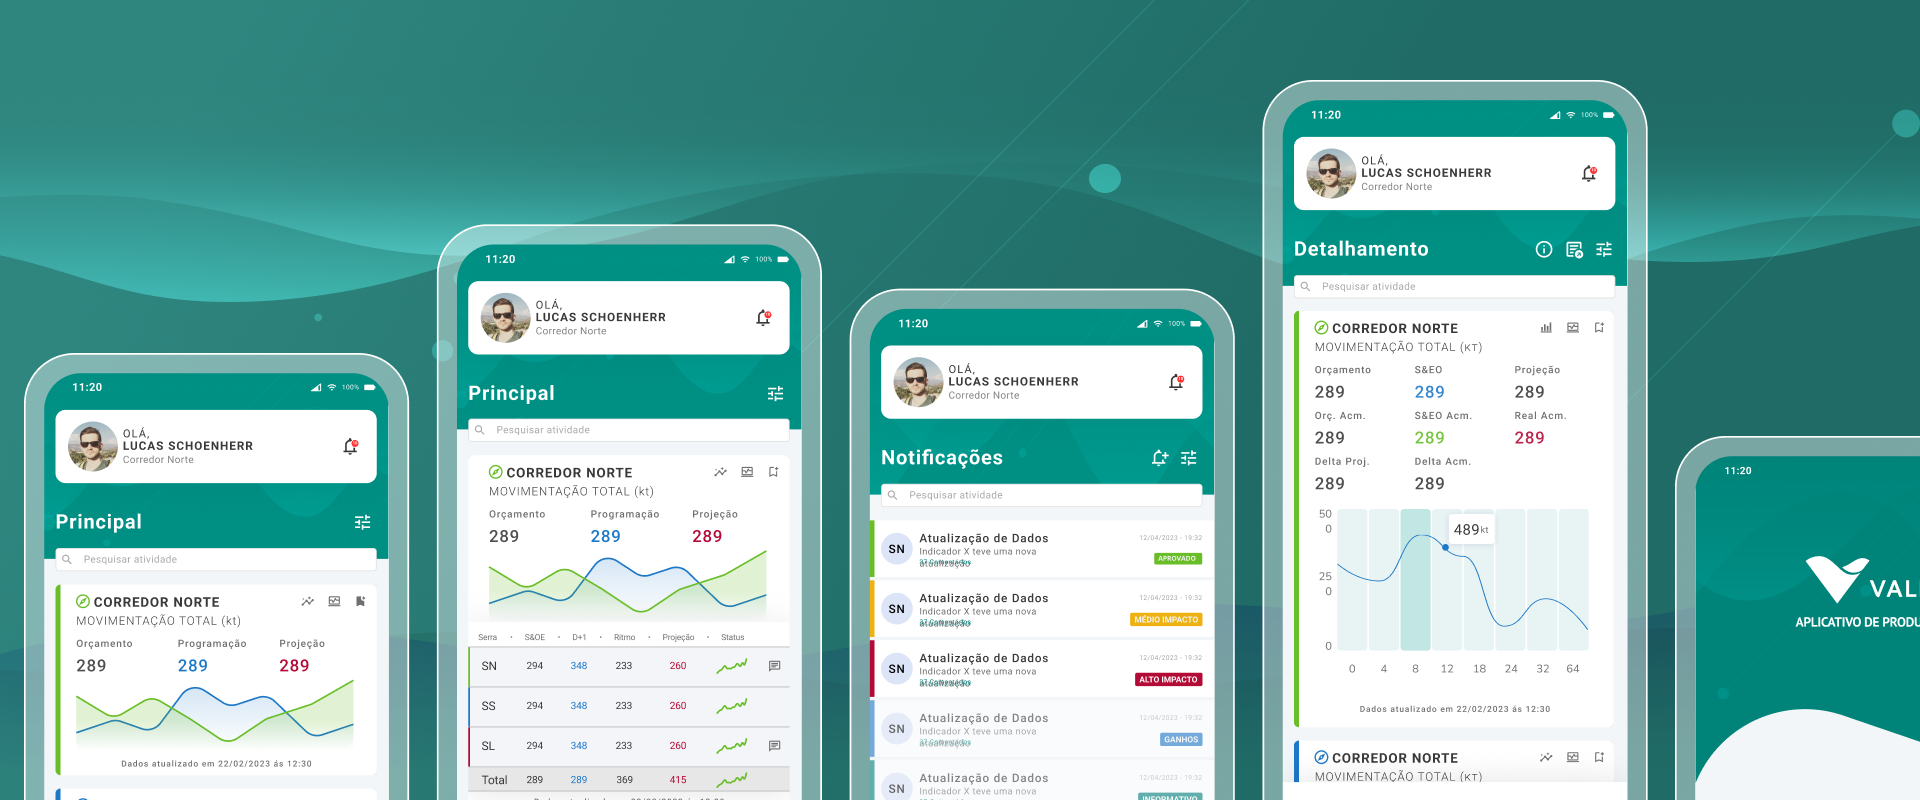 11:20
100%
OLÁ,
LUCAS SCHOENHERR
Corredor Norte
Principal
Pesquisar atividade
CORREDOR NORTE
MOVIMENTAÇÃO TOTAL (kt)
Orçamento Programação Projeção
289 289 289
Dados atualizado em 22/02/2023 ás 12:30
11:20
100%
OLÁ,
LUCAS SCHOENHERR
Corredor Norte
Principal
Pesquisar atividade
CORREDOR NORTE
MOVIMENTAÇÃO TOTAL (kt)
Orçamento Programação Projeção
289 289 289
Serra • S&OE • D+1 • Ritmo • Projeção • Status
SN 294 348 233 260
SS 294 348 233 260
SL 294 348 233 260
Total 289 289 369 415
11:20
100%
OLÁ,
LUCAS SCHOENHERR
Corredor Norte
Notificações
Pesquisar atividade
SN Atualização de Dados 12/04/2023 - 19:32
Indicador X teve uma nova
atualização
37 Comentários
APROVADO
SN Atualização de Dados 12/04/2023 - 19:32
Indicador X teve uma nova
atualização
37 Comentários
MÉDIO IMPACTO
SN Atualização de Dados 12/04/2023 - 19:32
Indicador X teve uma nova
atualização
37 Comentários
ALTO IMPACTO
SN Atualização de Dados 12/04/2023 - 19:32
Indicador X teve uma nova
atualização
37 Comentários
GANHOS
SN Atualização de Dados 12/04/2023 - 19:32
Indicador X teve uma nova
INFORMATIVO
11:20
100%
OLÁ,
LUCAS SCHOENHERR
Corredor Norte
Detalhamento
Pesquisar atividade
CORREDOR NORTE
MOVIMENTAÇÃO TOTAL (KT)
Orçamento S&EO Projeção
289 289 289
Orç. Acm. S&EO Acm. Real Acm.
289 289 289
Delta Proj. Delta Acm.
289 289
50
0
489kt
25
0
0
0 4 8 12 18 24 32 64
Dados atualizado em 22/02/2023 ás 12:30
CORREDOR NORTE
MOVIMENTAÇÃO TOTAL (KT)
11:20
VAL
APLICATIVO DE PRODU